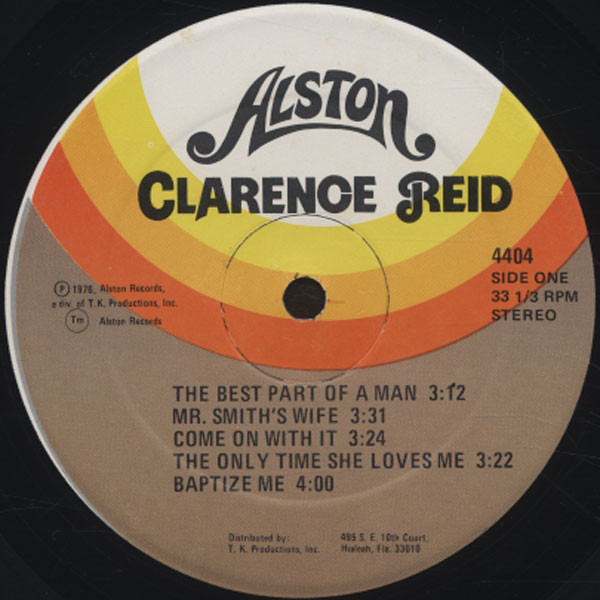 ALSTON
CLARENCE REID
4404
SIDE ONE
33 1/3 RPM
STEREO
Ⓟ 1976, Alston Records,
a div. of T.K. Productions, Inc.
Tm Alston Records
THE BEST PART OF A MAN 3:12
MR. SMITH'S WIFE 3:31
COME ON WITH IT 3:24
THE ONLY TIME SHE LOVES ME 3:22
BAPTIZE ME 4:00
Distributed by: 495 S. E. 10th Court,
T. K. Productions, Inc. Hialeah, Fla. 33010